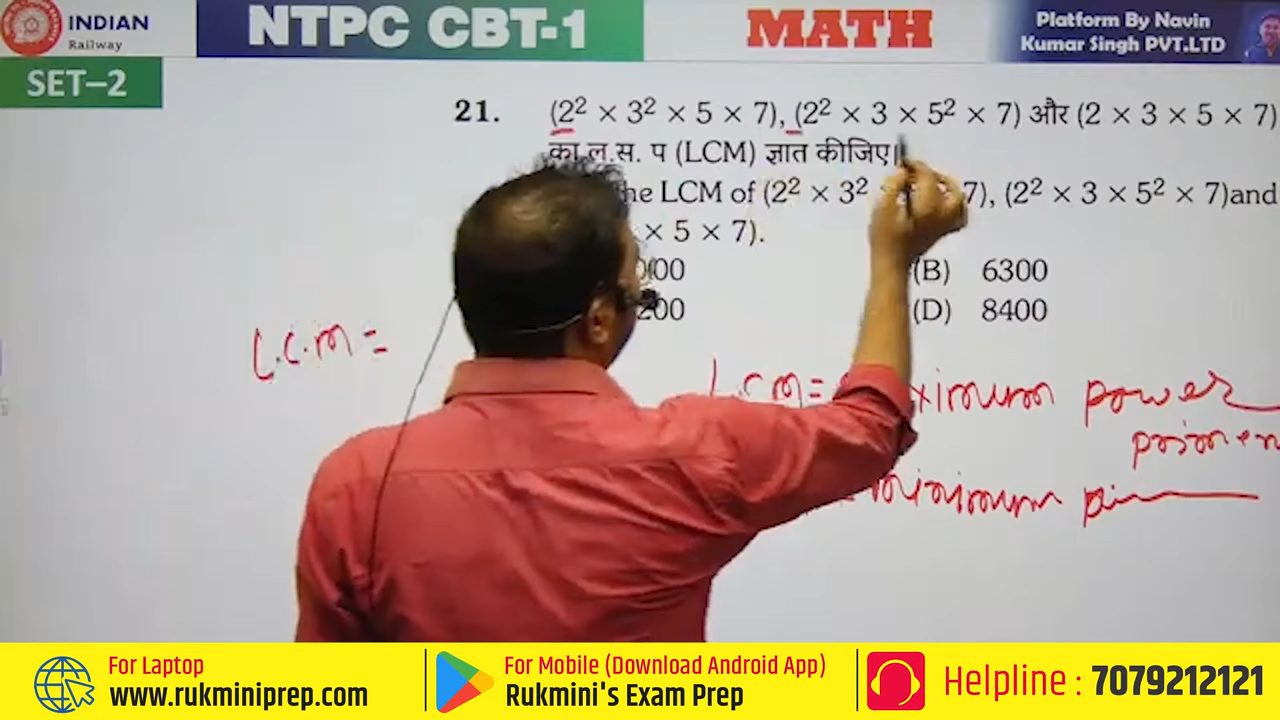 INDIAN
Railway
NTPC CBT-1
MATH
Platform By Navin
Kumar Singh PVT.LTD
SET–2
21. (2² × 3² × 5 × 7), (2² × 3 × 5² × 7) और (2 × 3 × 5 × 7)
का ल.स. प (LCM) ज्ञात कीजिए।
LCM of (2² × 3² 7), (2² × 3 × 5² × 7)and
× 5 × 7).
(B) 6300
(D) 8400
L.C.M =
L.C.M = power
minimum
For Laptop
www.rukminiprep.com
For Mobile (Download Android App)
Rukmini's Exam Prep
Helpline : 7079212121